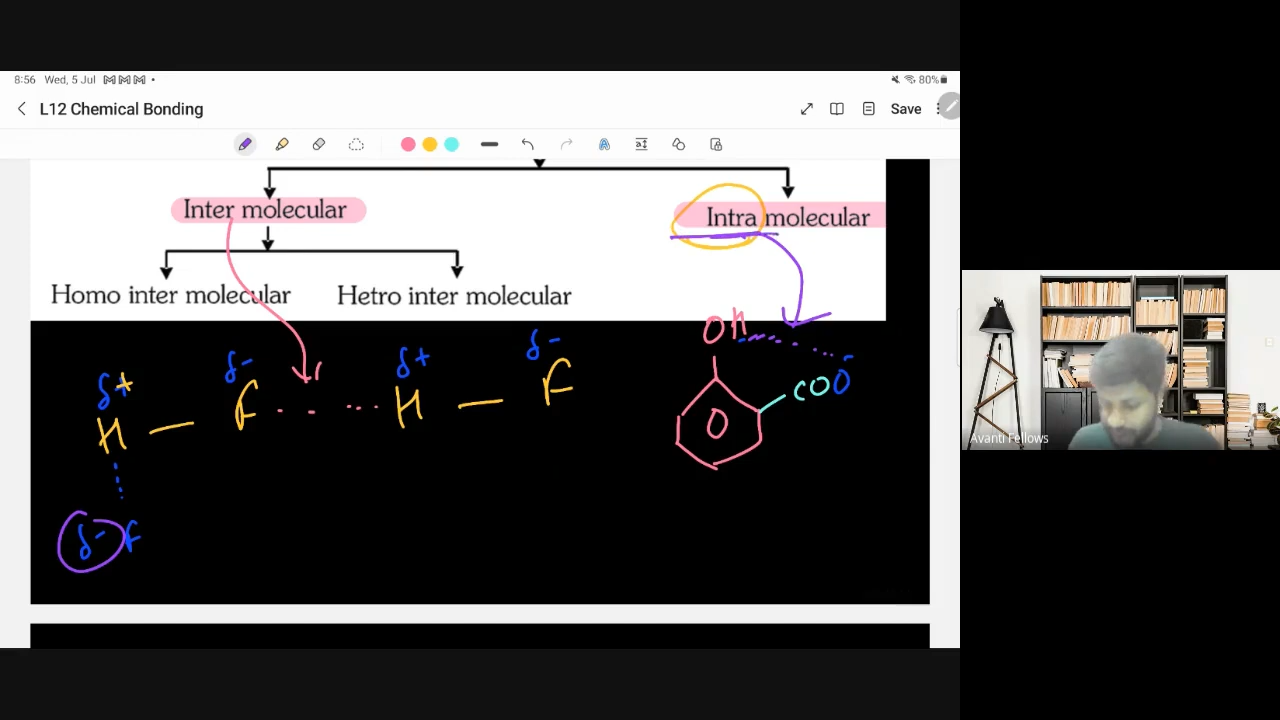 8:56 Wed, 5 Jul 80%
L12 Chemical Bonding
Save
Inter molecular
Intra molecular
Homo inter molecular
Hetro inter molecular
δ+ δ- δ+ δ-
H — F ····· H — F
OH O⁻
COO
O
δ- F
Avanti Fellows